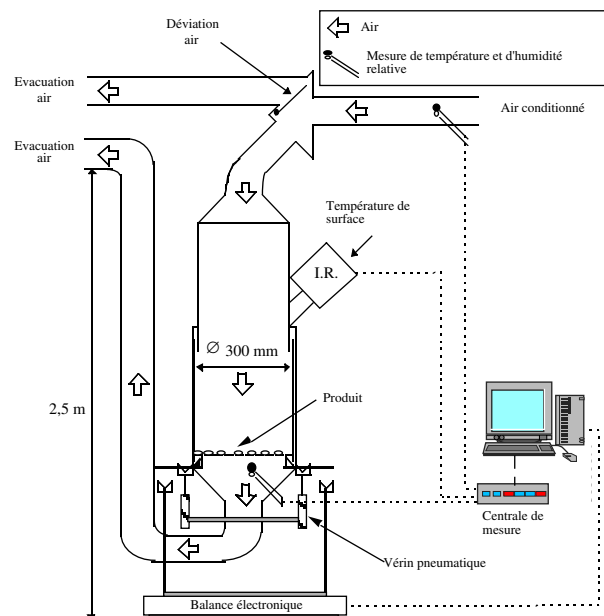 Déviation
air
Air
Mesure de température et d'humidité
relative
Evacuation
air
Air conditionné
Evacuation
air
Température de
surface
I.R.
Ø 300 mm
2,5 m
Produit
Centrale de
mesure
Vérin pneumatique
Balance électronique